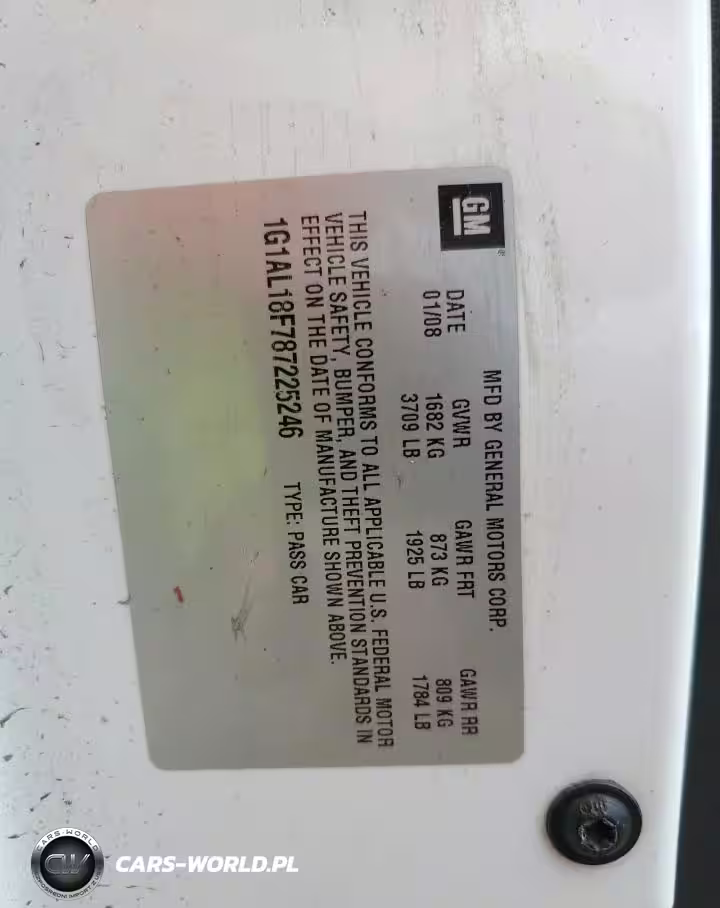 GM
MFD BY GENERAL MOTORS CORP.
DATE GVWR GAWR FRT GAWR RR
01/08 1682 KG 873 KG 809 KG
3709 LB 1925 LB 1784 LB
THIS VEHICLE CONFORMS TO ALL APPLICABLE U.S. FEDERAL MOTOR
VEHICLE SAFETY, BUMPER, AND THEFT PREVENTION STANDARDS IN
EFFECT ON THE DATE OF MANUFACTURE SHOWN ABOVE.
1G1AL18F787225246 TYPE: PASS CAR
CARS-WORLD
CW
CARS-WORLD.PL